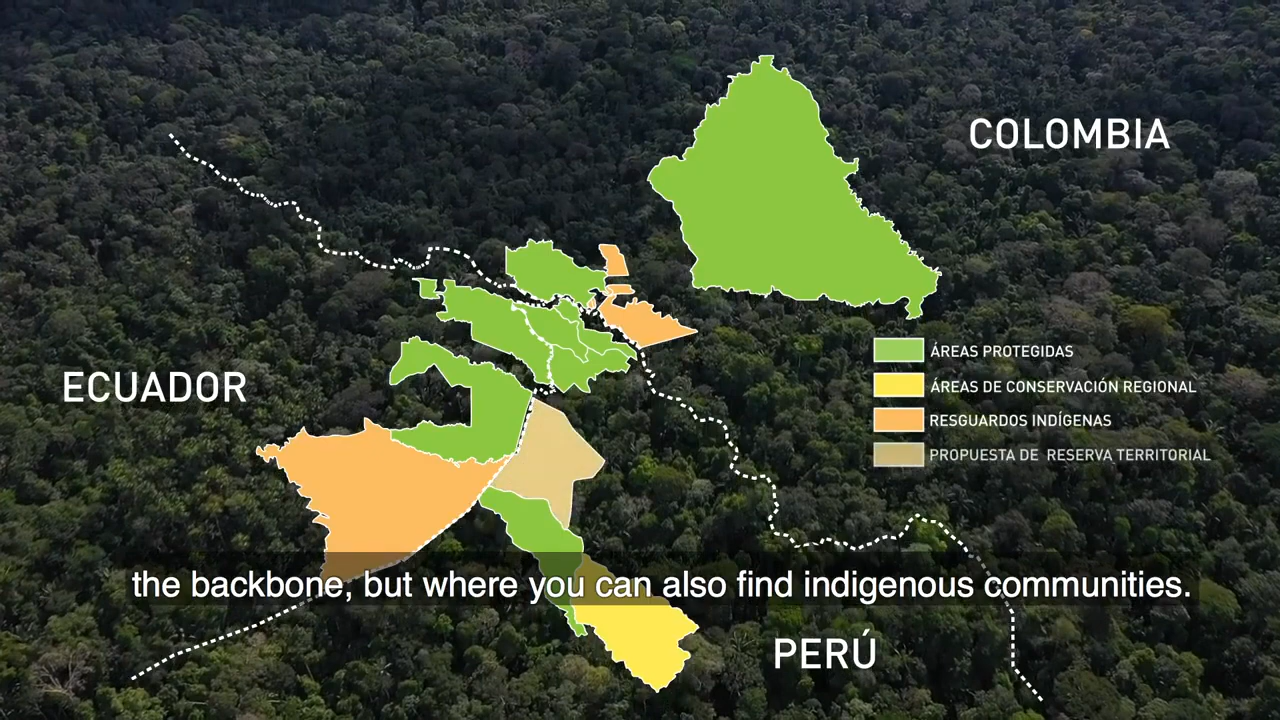 COLOMBIA
ECUADOR
ÁREAS PROTEGIDAS
ÁREAS DE CONSERVACIÓN REGIONAL
RESGUARDOS INDÍGENAS
PROPUESTA DE RESERVA TERRITORIAL
the backbone, but where you can also find indigenous communities.
PERÚ